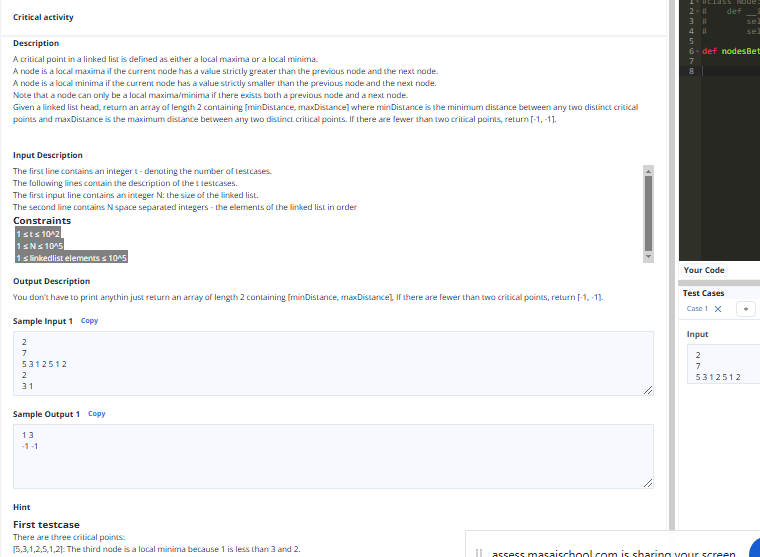 Critical activity
Description
A critical point in a linked list is defined as either a local maxima or a local minima.
A node is a local maxima if the current node has a value strictly greater than the previous node and the next node.
A node is a local minima if the current node has a value strictly smaller than the previous node and the next node.
Note that a node can only be a local maxima/minima if there exists both a previous node and a next node.
Given a linked list head, return an array of length 2 containing [minDistance, maxDistance] where minDistance is the minimum distance between any two distinct critical
points and maxDistance is the maximum distance between any two distinct critical points. If there are fewer than two critical points, return [-1, -1].
Input Description
The first line contains an integer t - denoting the number of testcases.
The following lines contain the description of the t testcases.
The first input line contains an integer N: the size of the linked list.
The second line contains N space separated integers - the elements of the linked list in order
Constraints
1 ≤ t ≤ 10^2
1 ≤ N ≤ 10^5
1 ≤ linkedlist elements ≤ 10^5
Output Description
You don't have to print anythin just return an array of length 2 containing [minDistance, maxDistance], If there are fewer than two critical points, return [-1, -1].
Sample Input 1 Copy
2
7
5 3 1 2 5 1 2
2
3 1
Sample Output 1 Copy
1 3
-1 -1
Hint
First testcase
There are three critical points:
[5,3,1,2,5,1,2]: The third node is a local minima because 1 is less than 3 and 2.
1 #class Node:
2 # def
3 # sel
4 # sel
5
6 def nodesBet
7
8
Your Code
Test Cases
Case 1 +
Input
2
7
5 3 1 2 5 1 2
assess.masaischool.com is sharing your screen.